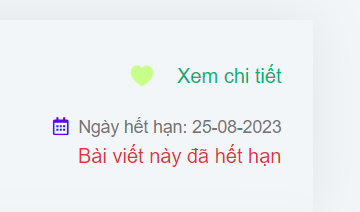 Xem chi tiết
Ngày hết hạn: 25-08-2023
Bài viết này đã hết hạn